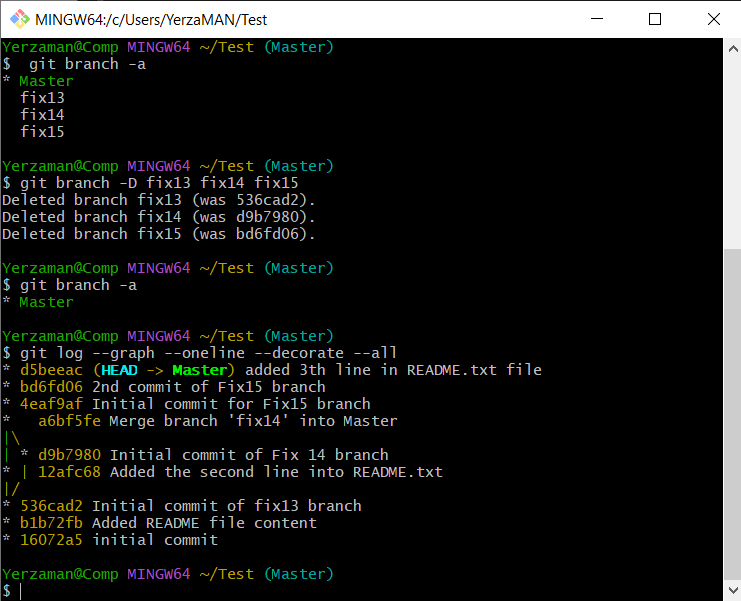 MINGW64:/c/Users/YerzaMAN/Test
Yerzaman@Comp MINGW64 ~/Test (Master)
$  git branch -a
* Master
  fix13
  fix14
  fix15
Yerzaman@Comp MINGW64 ~/Test (Master)
$ git branch -D fix13 fix14 fix15
Deleted branch fix13 (was 536cad2).
Deleted branch fix14 (was d9b7980).
Deleted branch fix15 (was bd6fd06).
Yerzaman@Comp MINGW64 ~/Test (Master)
$ git branch -a
* Master
Yerzaman@Comp MINGW64 ~/Test (Master)
$ git log --graph --oneline --decorate --all
* d5beeac (HEAD -> Master) added 3th line in README.txt file
* bd6fd06 2nd commit of Fix15 branch
* 4eaf9af Initial commit for Fix15 branch
*   a6bf5fe Merge branch 'fix14' into Master
|\
| * d9b7980 Initial commit of Fix 14 branch
* | 12afc68 Added the second line into README.txt
|/
* 536cad2 Initial commit of fix13 branch
* b1b72fb Added README file content
* 16072a5 initial commit
Yerzaman@Comp MINGW64 ~/Test (Master)
$